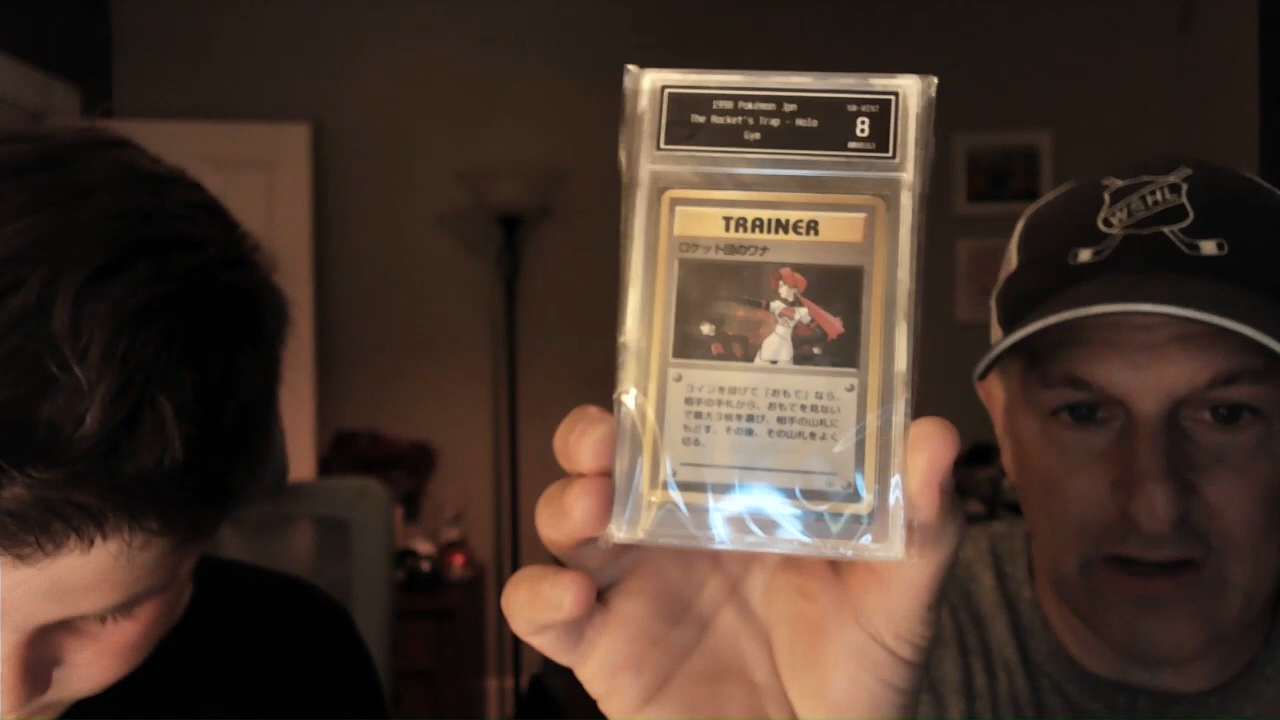 1998 Pokémon Jpn
The Rocket's Trap - Holo
Gym
NM-MINT
8
TRAINER
ロケット団のワナ
コインを投げて「おもて」なら、
相手の手札から、おもてを見ない
で最大3枚を選び、相手の山札に
もどす。その後、その山札をよく
切る。
WSHL